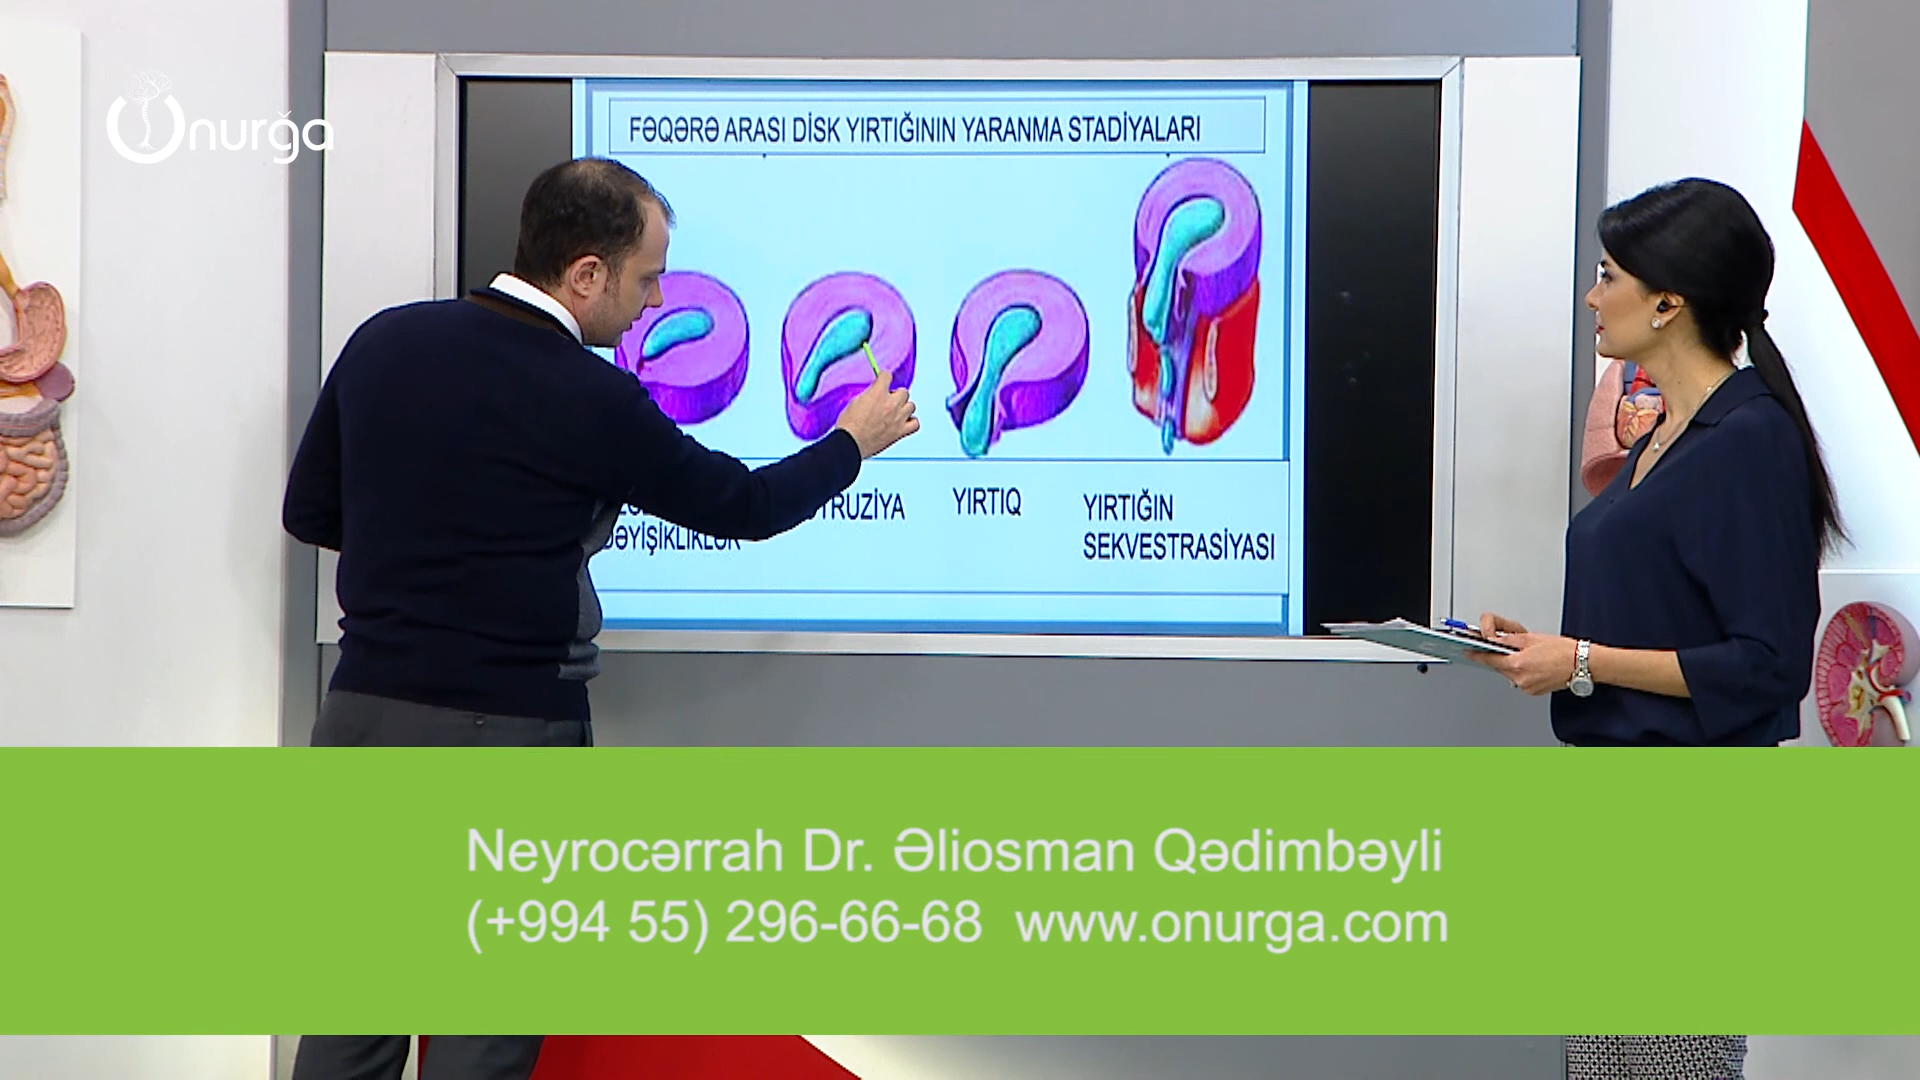 Onurğa
FƏQƏRƏ ARASI DİSK YIRTIĞININ YARANMA STADİYALARI
YIRTIQ
YIRTIĞIN
SEKVESTRASİYASI
Neyrocərrah Dr. Əliosman Qədimbəyli
(+994 55) 296-66-68 www.onurga.com